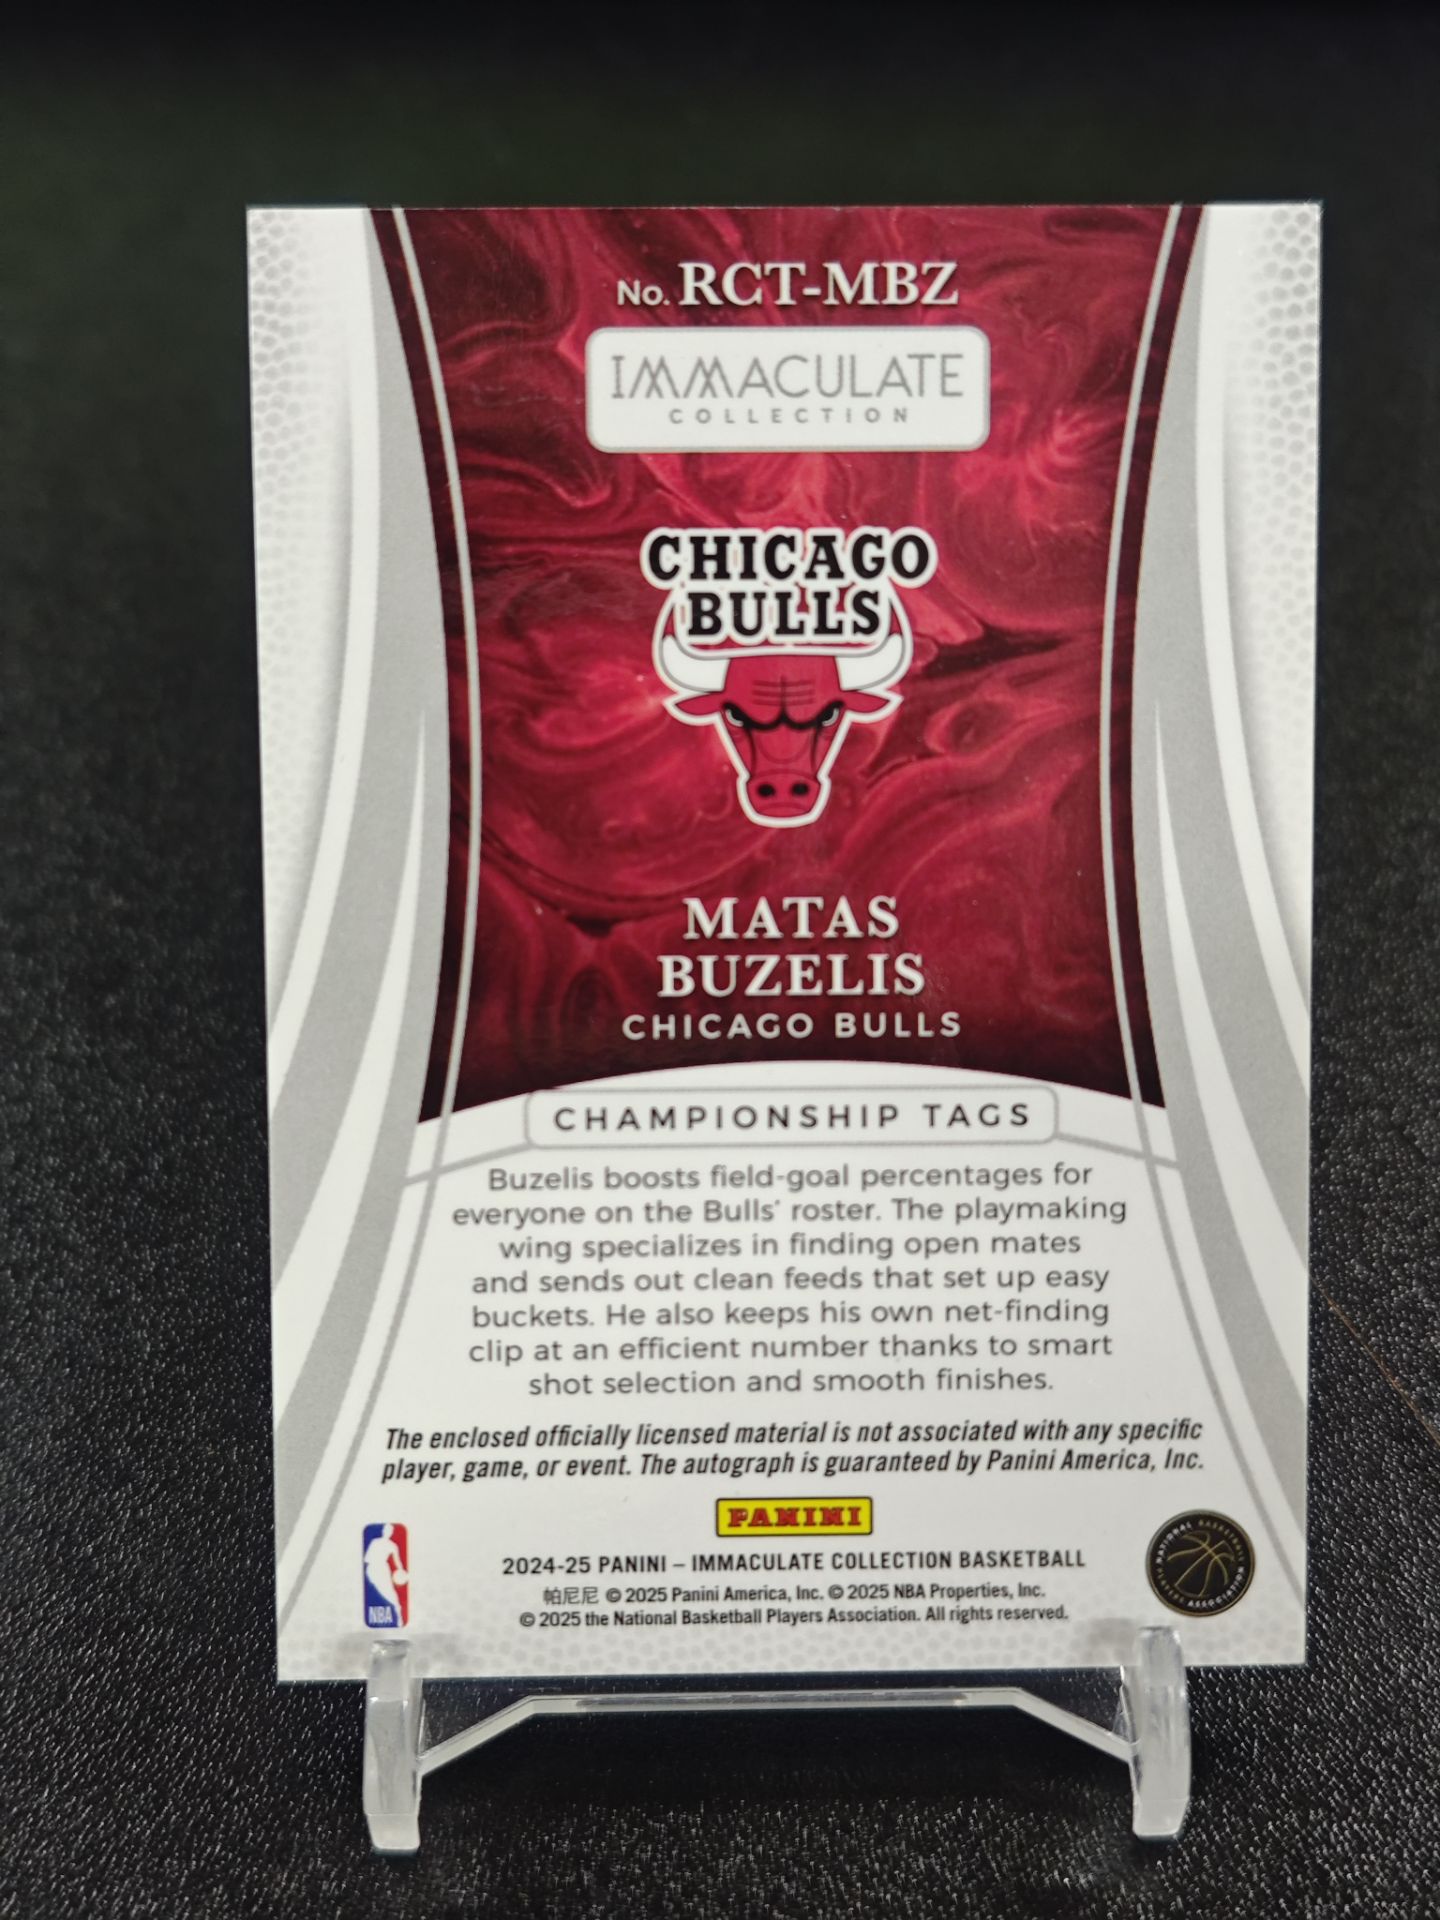 No. RCT-MBZ
IMMACULATE
COLLECTION
CHICAGO
BULLS
MATAS
BUZELIS
CHICAGO BULLS
CHAMPIONSHIP TAGS
Buzelis boosts field-goal percentages for
everyone on the Bulls' roster. The playmaking
wing specializes in finding open mates
and sends out clean feeds that set up easy
buckets. He also keeps his own net-finding
clip at an efficient number thanks to smart
shot selection and smooth finishes.
The enclosed officially licensed material is not associated with any specific
player, game, or event. The autograph is guaranteed by Panini America, Inc.
PANINI
NBA
2024-25 PANINI – IMMACULATE COLLECTION BASKETBALL
帕尼尼 © 2025 Panini America, Inc. © 2025 NBA Properties, Inc.
© 2025 the National Basketball Players Association. All rights reserved.
NATIONAL BASKETBALL
PLAYERS ASSOCIATION